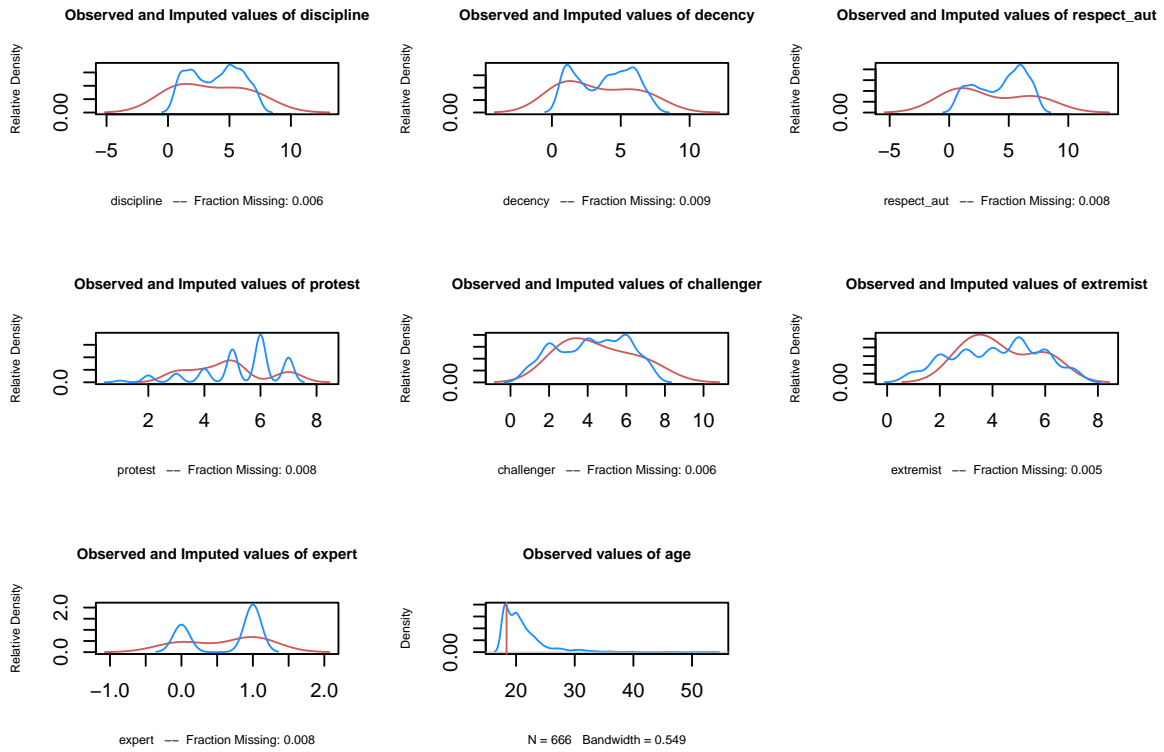 Observed and Imputed values of discipline
Relative Density
0.00
−5 0 5 10
discipline −− Fraction Missing: 0.006
Observed and Imputed values of decency
Relative Density
0.00
0 5 10
decency −− Fraction Missing: 0.009
Observed and Imputed values of respect_aut
Relative Density
0.00
−5 0 5 10
respect_aut −− Fraction Missing: 0.008
Observed and Imputed values of protest
Relative Density
0.0
2 4 6 8
protest −− Fraction Missing: 0.008
Observed and Imputed values of challenger
Relative Density
0.00
0 2 4 6 8 10
challenger −− Fraction Missing: 0.006
Observed and Imputed values of extremist
Relative Density
0.00
0 2 4 6 8
extremist −− Fraction Missing: 0.005
Observed and Imputed values of expert
Relative Density
2.0
0.0
−1.0 0.0 1.0 2.0
expert −− Fraction Missing: 0.008
Observed values of age
Density
0.00
20 30 40 50
N = 666 Bandwidth = 0.549